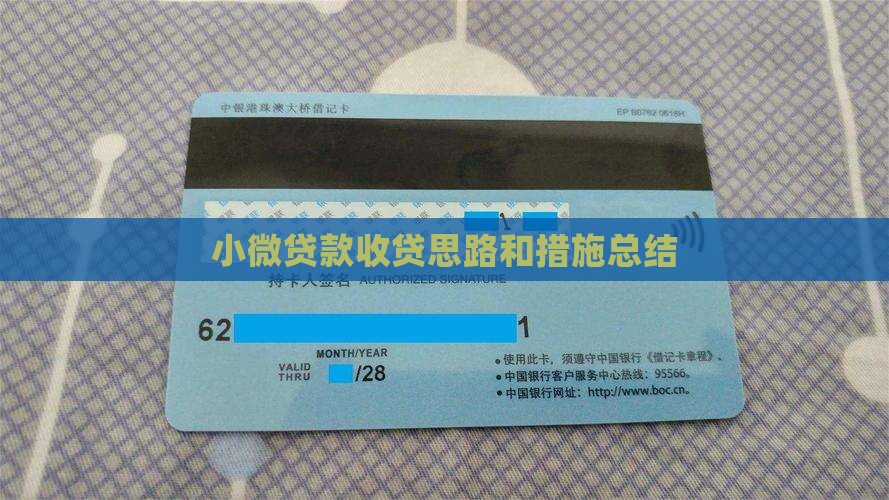 中银港珠澳大桥借记卡
EP B0762 0618H
1
小微贷款收贷思路和措施总结
持卡人签名 AUTHORIZED SIGNATURE
62 1
MONTH/YEAR
VALID THRU /28
•使用此卡，须遵守中国银行《借记卡章程》。
•中国银行客户服务中心热线：95566。
•中国银行网址：http://www.boc.cn。